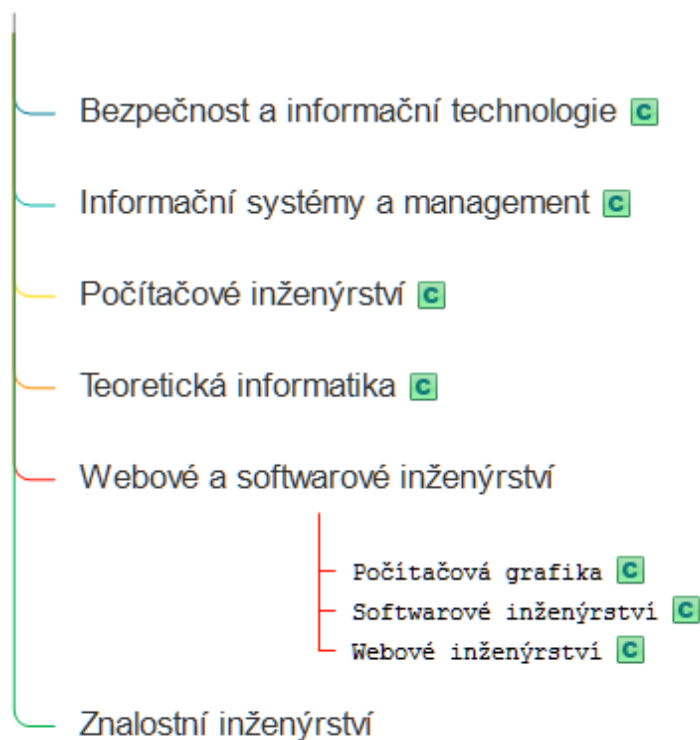 Bezpečnost a informační technologie C
Informační systémy a management C
Počítačové inženýrství C
Teoretická informatika C
Webové a softwarové inženýrství
Počítačová grafika C
Softwarové inženýrství C
Webové inženýrství C
Znalostní inženýrství